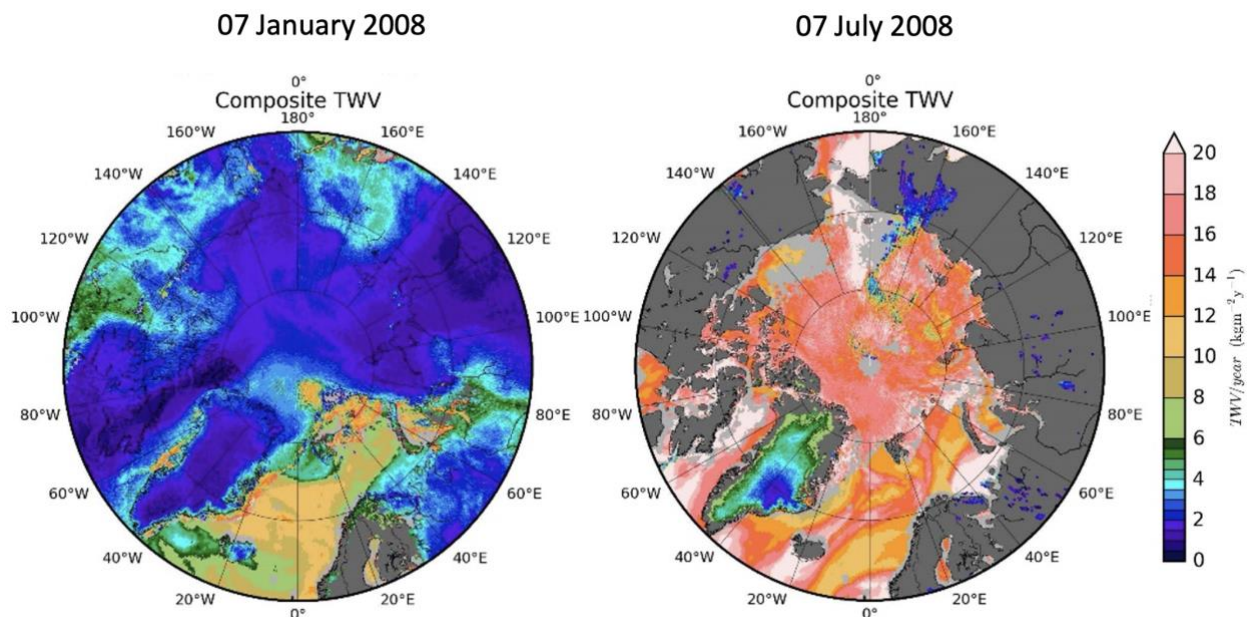 07 January 2008
0°
Composite TWV
180°
160°W
160°E
140°W
140°E
120°W
120°E
100°W
100°E
80°W
80°E
60°W
60°E
40°W
40°E
20°W
20°E
0°
07 July 2008
0°
Composite TWV
180°
160°W
160°E
140°W
140°E
120°W
120°E
100°W
100°E
80°W
80°E
60°W
60°E
40°W
40°E
20°W
20°E
0°
20
18
16
14
12
10
8
6
4
2
0
TWV/year (kgm⁻²y⁻¹)